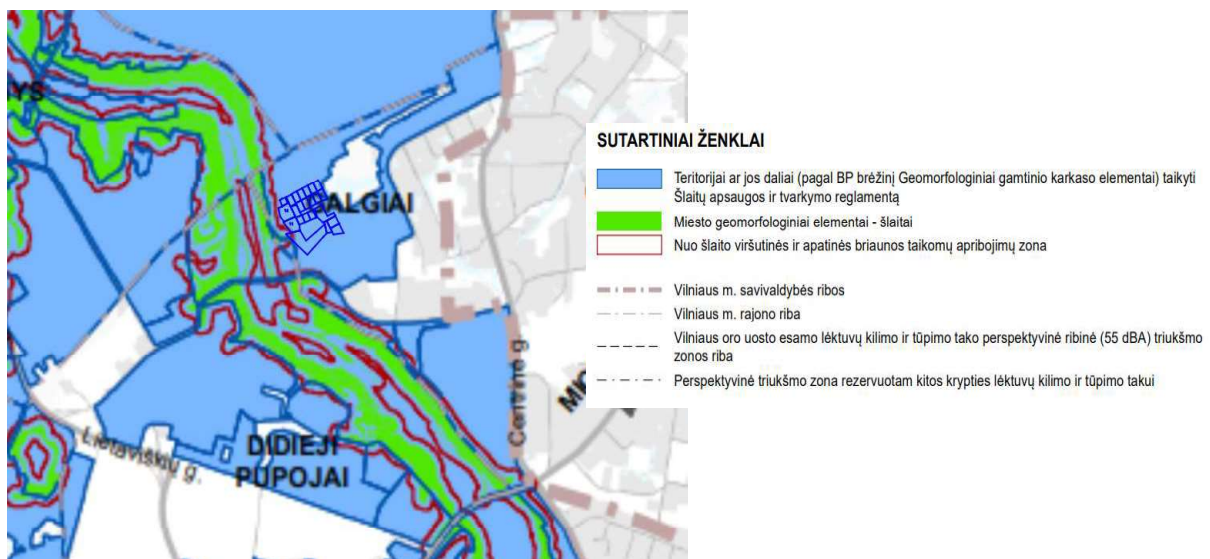 YS
GALGIAI
Centrinė g.
DIDIEJI
PUPOJAI
Lietaviškių g.
SUTARTINIAI ŽENKLAI
Teritorijai ar jos daliai (pagal BP brėžinį Geomorfologiniai gamtinio karkaso elementai) taikyti
Šlaitų apsaugos ir tvarkymo reglamentą
Miesto geomorfologiniai elementai - šlaitai
Nuo šlaito viršutinės ir apatinės briaunos taikomų apribojimų zona
Vilniaus m. savivaldybės ribos
Vilniaus m. rajono riba
Vilniaus oro uosto esamo lėktuvų kilimo ir tūpimo tako perspektyvinė ribinė (55 dBA) triukšmo
zonos riba
Perspektyvinė triukšmo zona rezervuotam kitos krypties lėktuvų kilimo ir tūpimo takui